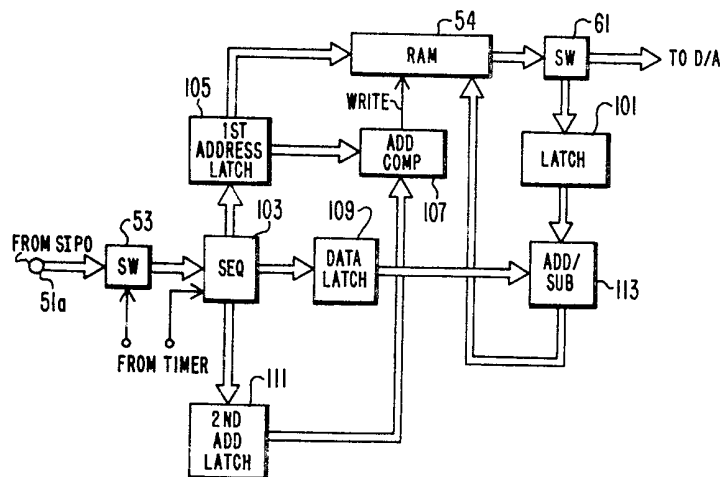 54
61
RAM
SW
TO D/A
105
WRITE
101
1ST
ADDRESS
LATCH
ADD
COMP
LATCH
107
103
109
53
FROM SIPO
SW
SEQ
DATA
LATCH
ADD/
SUB
51a
113
FROM TIMER
111
2ND
ADD
LATCH